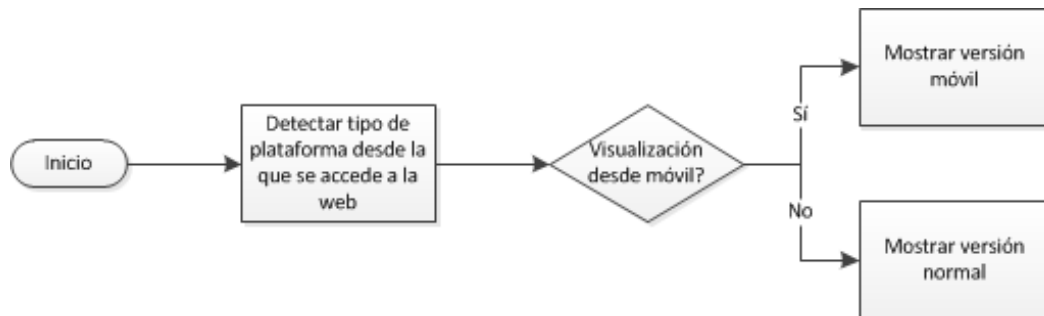 Inicio
Detectar tipo de
plataforma desde la
que se accede a la
web
Visualización
desde móvil?
Sí
No
Mostrar versión
móvil
Mostrar versión
normal